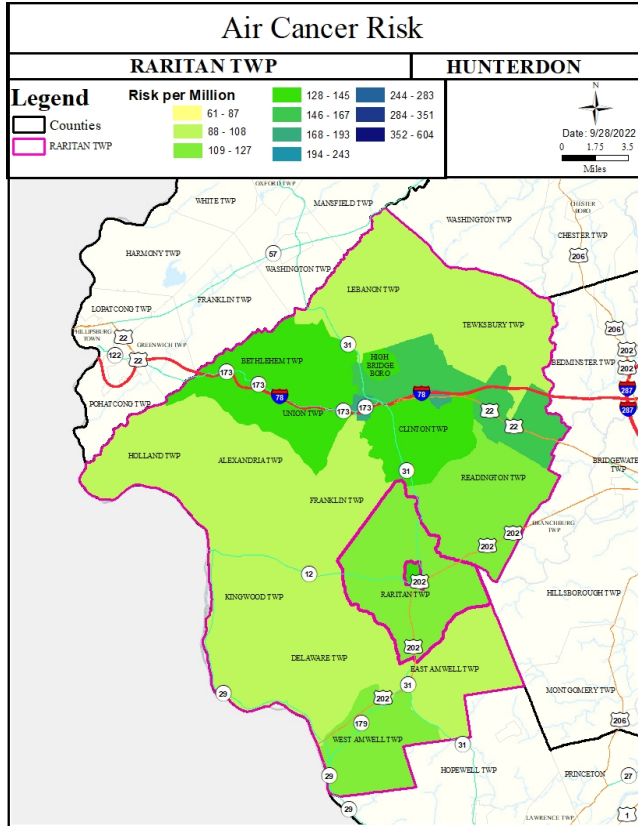 Air Cancer Risk
RARITAN TWP
HUNTERDON
Legend
Counties
RARITAN TWP
Risk per Million
61 - 87
88 - 108
109 - 127
128 - 145
146 - 167
168 - 193
194 - 243
244 - 283
284 - 351
352 - 604
N
Date: 9/28/2022
0 1.75 3.5
Miles
OXFORD TWP
WHITE TWP
MANSFIELD TWP
WASHINGTON TWP
CHESTER
BORO
CHESTER TWP
206
HARMONY TWP
57
WASHINGTON TWP
LEBANON TWP
FRANKLIN TWP
LOPATCONG TWP
TEWKSBURY TWP
206
PHILLIPSBURG
TOWN
22
GREENWICH TWP
31
202
122
22
BETHLEHEM TWP
HIGH
BRIDGE
BORO
BEDMINSTER TWP
202
173
173
78
78
287
287
POHATCONG TWP
UNION TWP
173
173
22
22
CLINTON TWP
HOLLAND TWP
ALEXANDRIA TWP
31
READINGTON TWP
BRIDGEWATER
TWP
FRANKLIN TWP
202
BRANCHBURG
TWP
202
12
202
KINGWOOD TWP
RARITAN TWP
HILLSBOROUGH TWP
202
DELAWARE TWP
EAST AMWELL TWP
31
29
202
MONTGOMERY TWP
179
206
WEST AMWELL TWP
31
HOPEWELL TWP
29
PRINCETON
27
29
LAWRENCE TWP
1